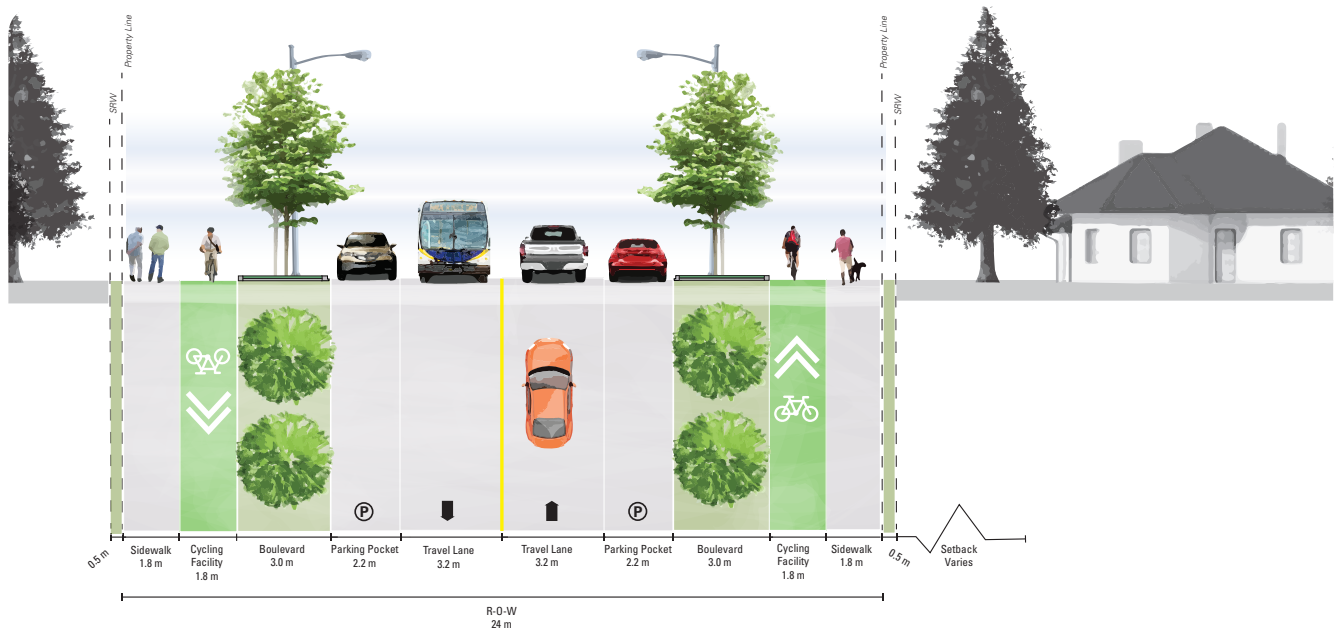 Property Line
SRW
Property Line
SRW
P
P
0.5 m
Sidewalk
1.8 m
Cycling
Facility
1.8 m
Boulevard
3.0 m
Parking Pocket
2.2 m
Travel Lane
3.2 m
Travel Lane
3.2 m
Parking Pocket
2.2 m
Boulevard
3.0 m
Cycling
Facility
1.8 m
Sidewalk
1.8 m
0.5 m
Setback
Varies
R-O-W
24 m